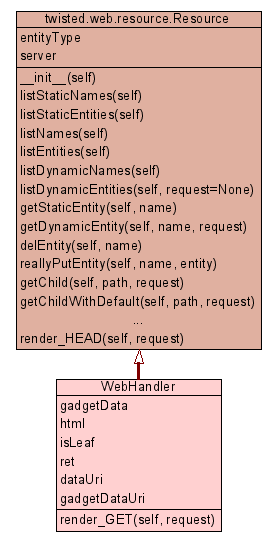 twisted.web.resource.Resource
entityType
server
__init__(self)
listStaticNames(self)
listStaticEntities(self)
listNames(self)
listEntities(self)
listDynamicNames(self)
listDynamicEntities(self, request=None)
getStaticEntity(self, name)
getDynamicEntity(self, name, request)
delEntity(self, name)
reallyPutEntity(self, name, entity)
getChild(self, path, request)
getChildWithDefault(self, path, request)
...
render_HEAD(self, request)
WebHandler
gadgetData
html
isLeaf
ret
dataUri
gadgetDataUri
render_GET(self, request)